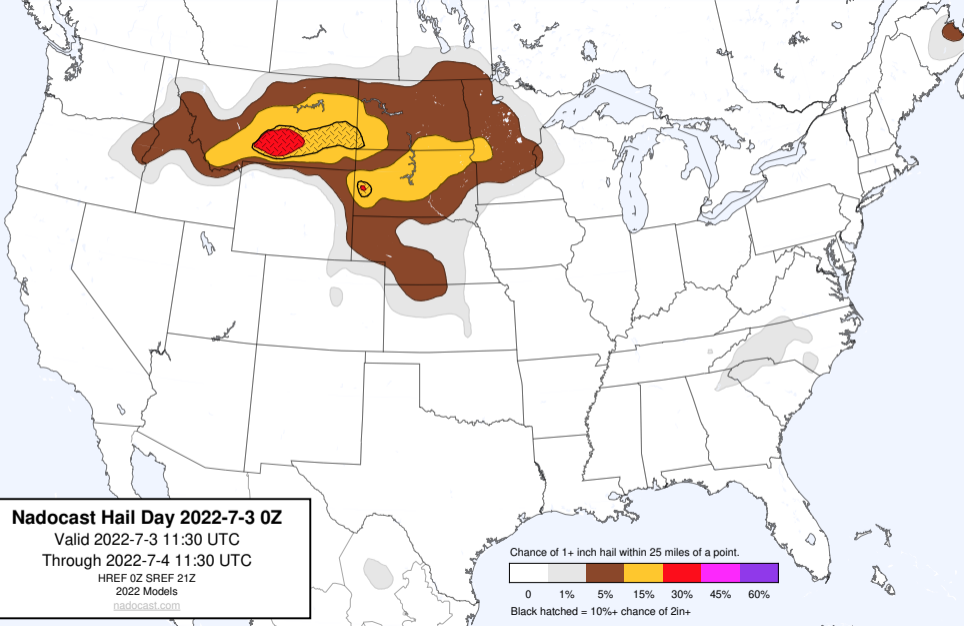 Nadocast Hail Day 2022-7-3 0Z
Valid 2022-7-3 11:30 UTC
Through 2022-7-4 11:30 UTC
HREF 0Z SREF 21Z
2022 Models
nadocast.com
Chance of 1+ inch hail within 25 miles of a point.
0 1% 5% 15% 30% 45% 60%
Black hatched = 10%+ chance of 2in+